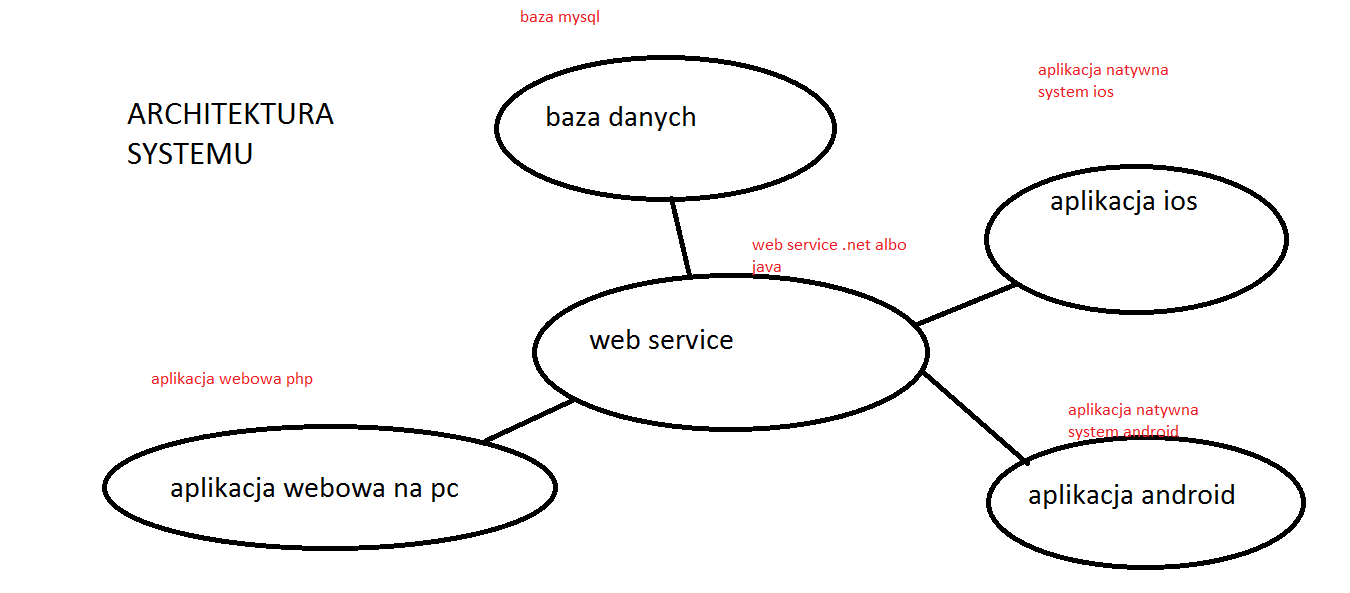 baza mysql
ARCHITEKTURA
SYSTEMU
baza danych
aplikacja natywna
system ios
aplikacja ios
web service .net albo
java
web service
aplikacja webowa php
aplikacja webowa na pc
aplikacja natywna
system android
aplikacja android